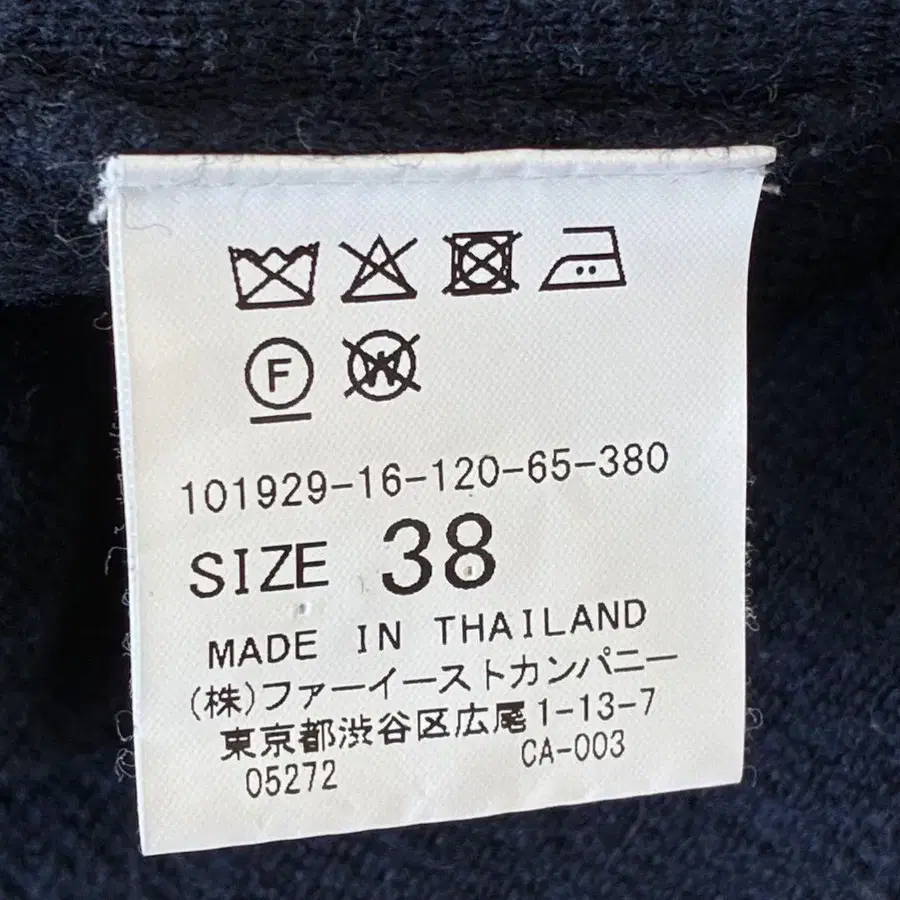 F W
101929-16-120-65-380
SIZE 38
MADE IN THAILAND
(株)ファーイーストカンパニー
東京都渋谷区広尾1-13-7
05272 CA-003